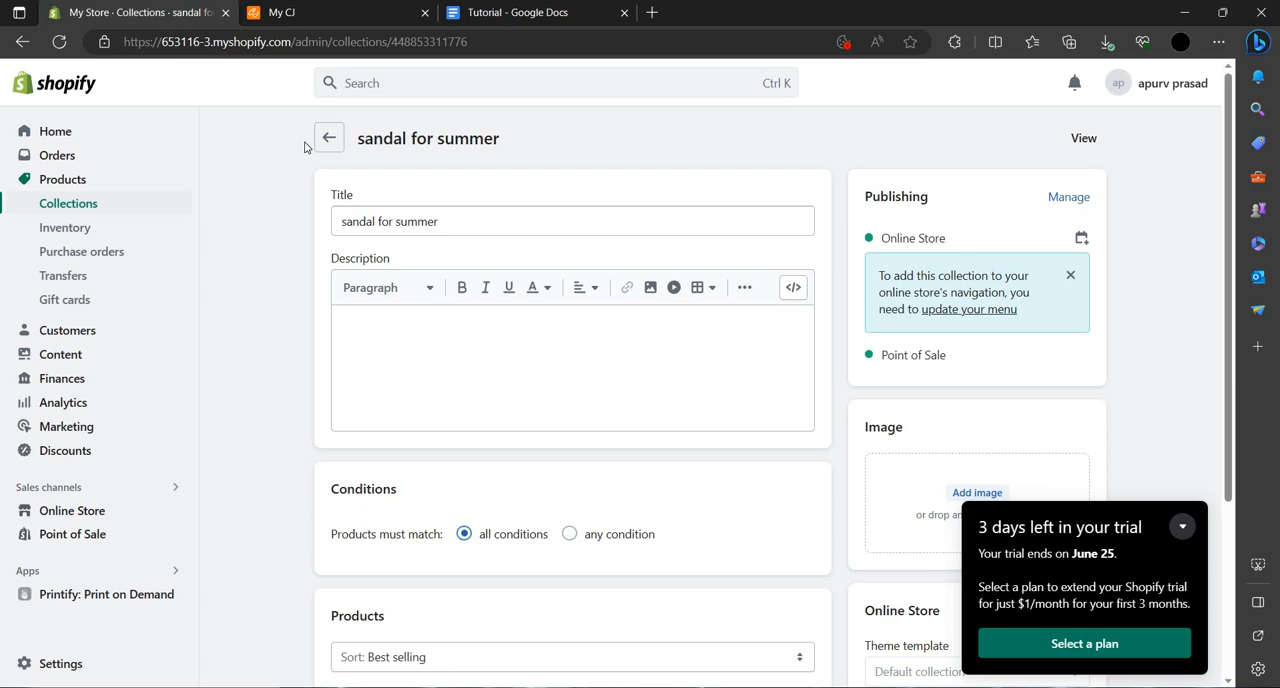 My Store · Collections · sandal fo
My CJ
Tutorial - Google Docs
https://653116-3.myshopify.com/admin/collections/448853311776
shopify
Search
Ctrl K
ap
apurv prasad
Home
Orders
Products
Collections
Inventory
Purchase orders
Transfers
Gift cards
Customers
Content
Finances
Analytics
Marketing
Discounts
Sales channels
Online Store
Point of Sale
Apps
Printify: Print on Demand
Settings
sandal for summer
View
Title
sandal for summer
Description
Paragraph
B I U A
Conditions
Products must match: all conditions any condition
Products
Sort: Best selling
Publishing
Manage
Online Store
To add this collection to your
online store's navigation, you
need to update your menu
Point of Sale
Image
Add image
or drop an
Online Store
Theme template
Default collection
3 days left in your trial
Your trial ends on June 25.
Select a plan to extend your Shopify trial
for just $1/month for your first 3 months.
Select a plan